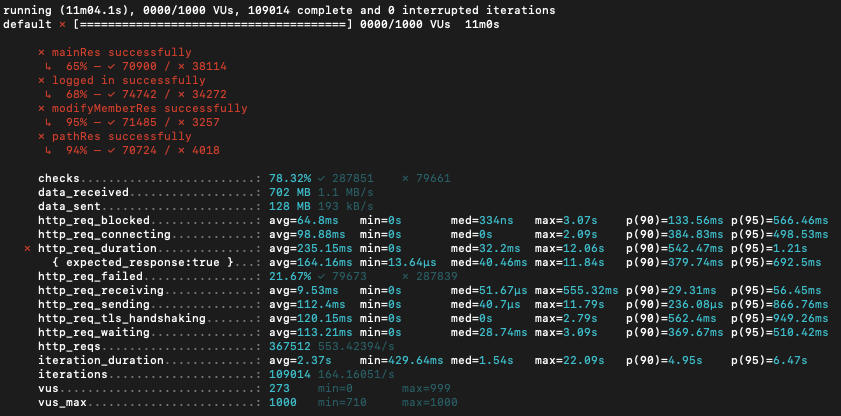 running (11m04.1s), 0000/1000 VUs, 109014 complete and 0 interrupted iterations
default ✗ [======================================] 0000/1000 VUs  11m0s
✗ mainRes successfully
↳  65% — ✓ 70900 / ✗ 38114
✗ logged in successfully
↳  68% — ✓ 74742 / ✗ 34272
✗ modifyMemberRes successfully
↳  95% — ✓ 71485 / ✗ 3257
✗ pathRes successfully
↳  94% — ✓ 70724 / ✗ 4018
checks.........................: 78.32% ✓ 287851     ✗ 79661
data_received..................: 702 MB 1.1 MB/s
data_sent......................: 128 MB 193 kB/s
http_req_blocked...............: avg=64.8ms   min=0s       med=334ns   max=3.07s    p(90)=133.56ms p(95)=566.46ms
http_req_connecting............: avg=98.88ms  min=0s       med=0s      max=2.09s    p(90)=384.83ms p(95)=498.53ms
✗ http_req_duration..............: avg=235.15ms min=0s       med=32.2ms  max=12.06s   p(90)=542.47ms p(95)=1.21s
{ expected_response:true }...: avg=164.16ms min=13.64µs  med=40.46ms max=11.84s   p(90)=379.74ms p(95)=692.5ms
http_req_failed................: 21.67% ✓ 79673      ✗ 287839
http_req_receiving.............: avg=9.53ms   min=0s       med=51.67µs max=555.32ms p(90)=29.31ms  p(95)=56.45ms
http_req_sending...............: avg=112.4ms  min=0s       med=40.7µs  max=11.79s   p(90)=236.08µs p(95)=866.76ms
http_req_tls_handshaking.......: avg=120.15ms min=0s       med=0s      max=2.79s    p(90)=562.4ms  p(95)=949.26ms
http_req_waiting...............: avg=113.21ms min=0s       med=28.74ms max=3.09s    p(90)=369.67ms p(95)=510.42ms
http_reqs......................: 367512 553.42394/s
iteration_duration.............: avg=2.37s    min=429.64ms med=1.54s   max=22.09s   p(90)=4.95s    p(95)=6.47s
iterations.....................: 109014 164.16051/s
vus............................: 273    min=0        max=999
vus_max........................: 1000   min=710      max=1000